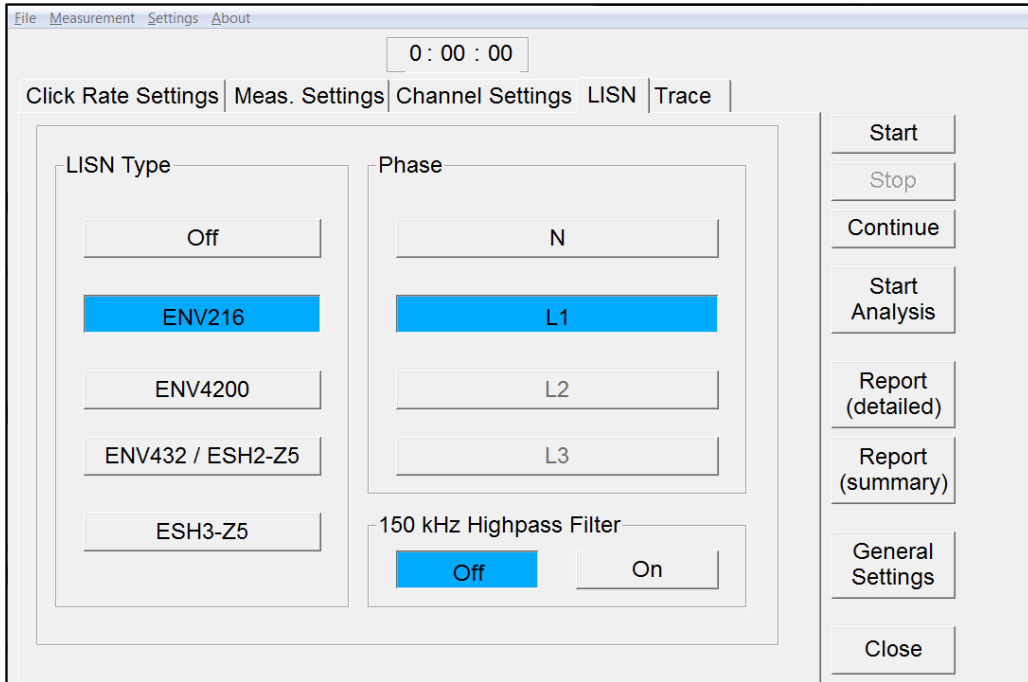 File Measurement Settings About
0 : 00 : 00
Click Rate Settings Meas. Settings Channel Settings LISN Trace
LISN Type
Off
ENV216
ENV4200
ENV432 / ESH2-Z5
ESH3-Z5
Phase
N
L1
L2
L3
150 kHz Highpass Filter
Off On
Start
Stop
Continue
Start
Analysis
Report
(detailed)
Report
(summary)
General
Settings
Close